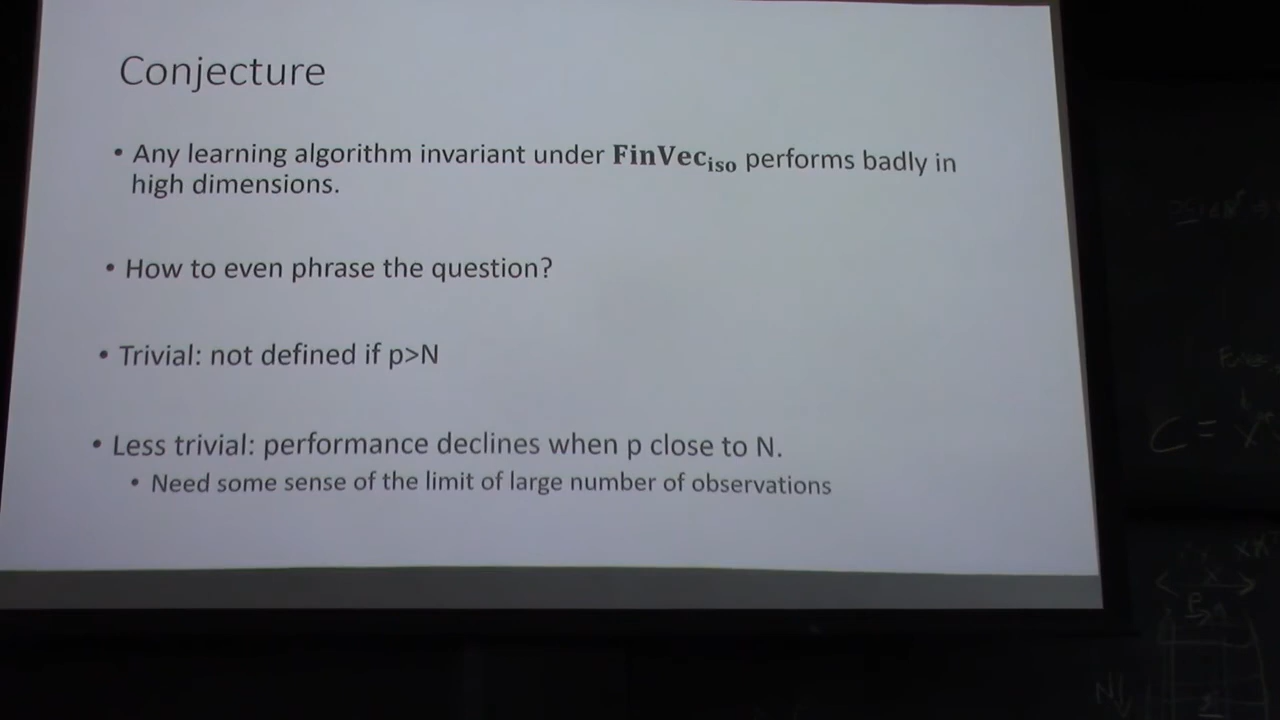 Conjecture
• Any learning algorithm invariant under FinVec_iso performs badly in
high dimensions.
• How to even phrase the question?
• Trivial: not defined if p>N
• Less trivial: performance declines when p close to N.
• Need some sense of the limit of large number of observations
C =